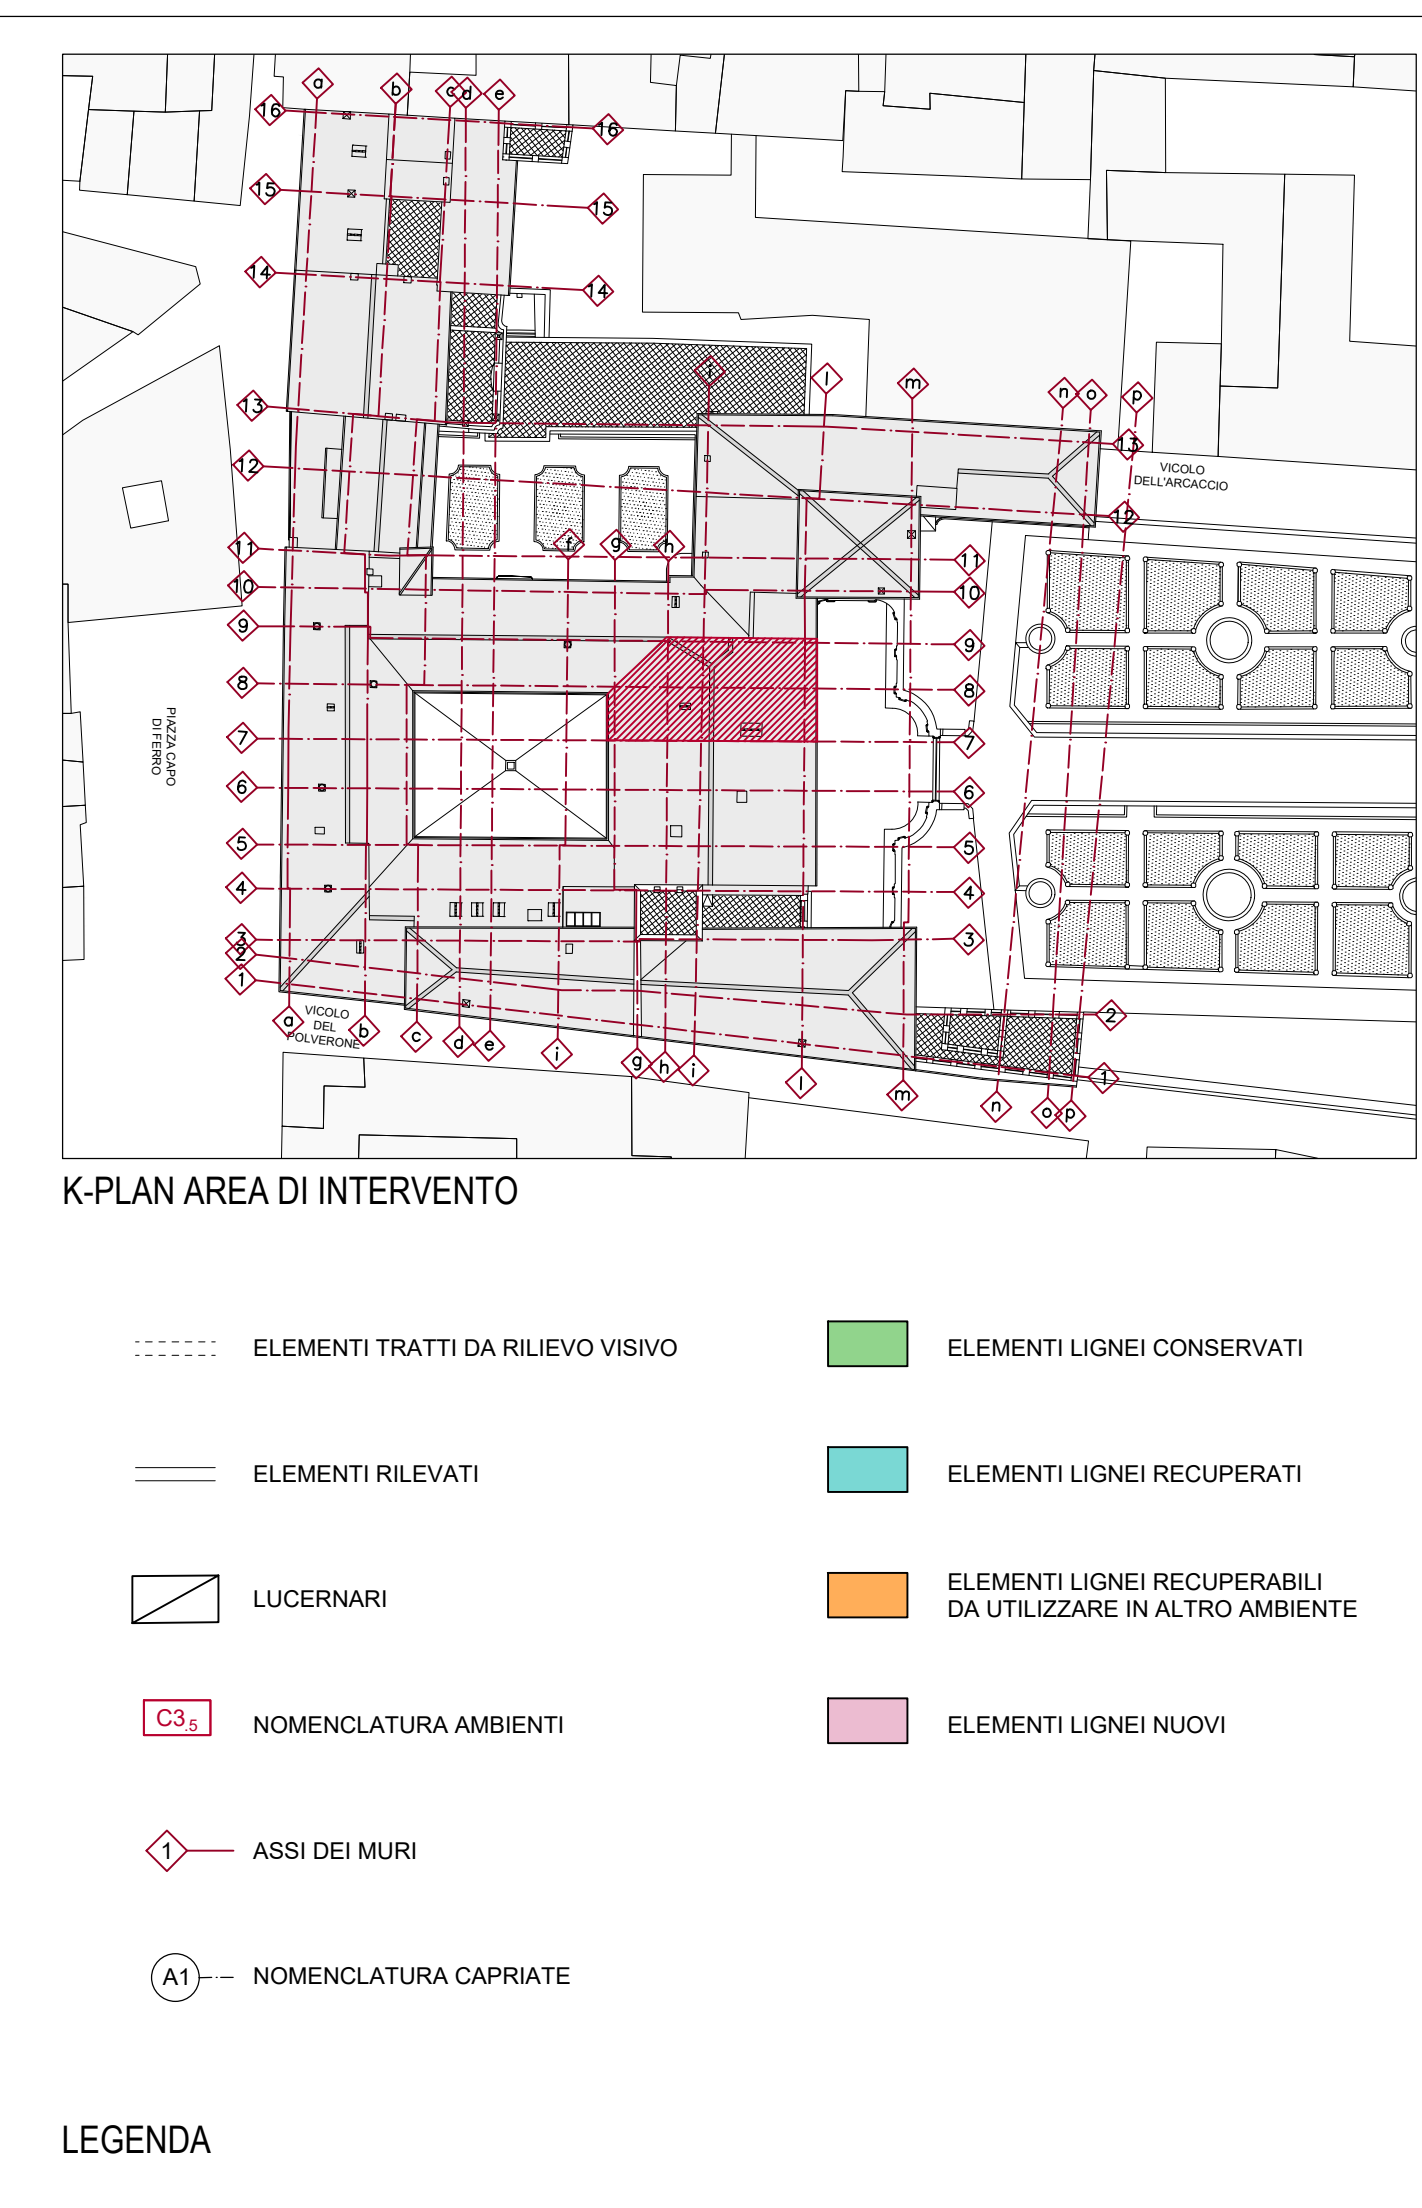 a b c d e
16 16
15 15
14 14
13 i l m n o p
13
12 12
VICOLO
DELL'ARCACCIO
11 f g h 11
10 10
9 9
8 8
7 7
PIAZZA CAPO
DI FERRO
6 6
5 5
4 4
3 3
2 2
1 1
VICOLO
DEL
POLVERONE
a b c d e i g h i l m n o p
K-PLAN AREA DI INTERVENTO
ELEMENTI TRATTI DA RILIEVO VISIVO
ELEMENTI LIGNEI CONSERVATI
ELEMENTI RILEVATI
ELEMENTI LIGNEI RECUPERATI
LUCERNARI
ELEMENTI LIGNEI RECUPERABILI
DA UTILIZZARE IN ALTRO AMBIENTE
C3.5 NOMENCLATURA AMBIENTI
ELEMENTI LIGNEI NUOVI
1 ASSI DEI MURI
A1 NOMENCLATURA CAPRIATE
LEGENDA